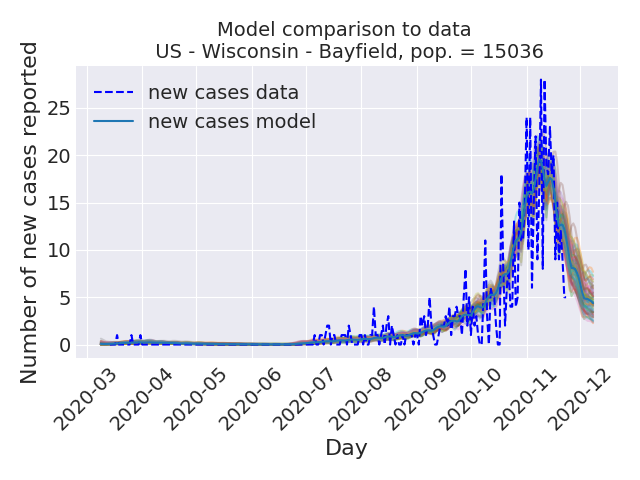 Model comparison to data
US - Wisconsin - Bayfield, pop. = 15036
Number of new cases reported
25
20
15
10
5
0
new cases data
new cases model
2020-03
2020-04
2020-05
2020-06
2020-07
2020-08
2020-09
2020-10
2020-11
2020-12
Day